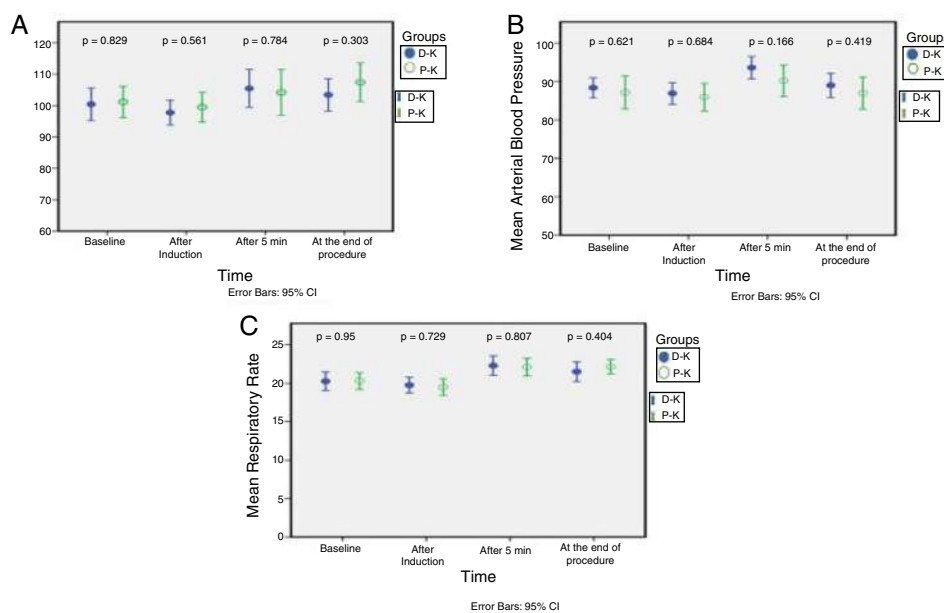 A
p = 0.829 p = 0.561 p = 0.784 p = 0.303
Groups
D-K
P-K
D-K
P-K
120
110
100
90
80
70
60
Baseline
After
Induction
After 5 min
At the end of
procedure
Time
Error Bars: 95% CI
B
p = 0.621 p = 0.684 p = 0.166 p = 0.419
Groups
D-K
P-K
D-K
P-K
Mean Arterial Blood Pressure
100
90
80
70
60
50
Baseline
After
Induction
After 5 min
At the end of
procedure
Time
Error Bars: 95% CI
C
p = 0.95 p = 0.729 p = 0.807 p = 0.404
Groups
D-K
P-K
D-K
P-K
Mean Respiratory Rate
25
20
15
10
5
0
Baseline
After
Induction
After 5 min
At the end of
procedure
Time
Error Bars: 95% CI